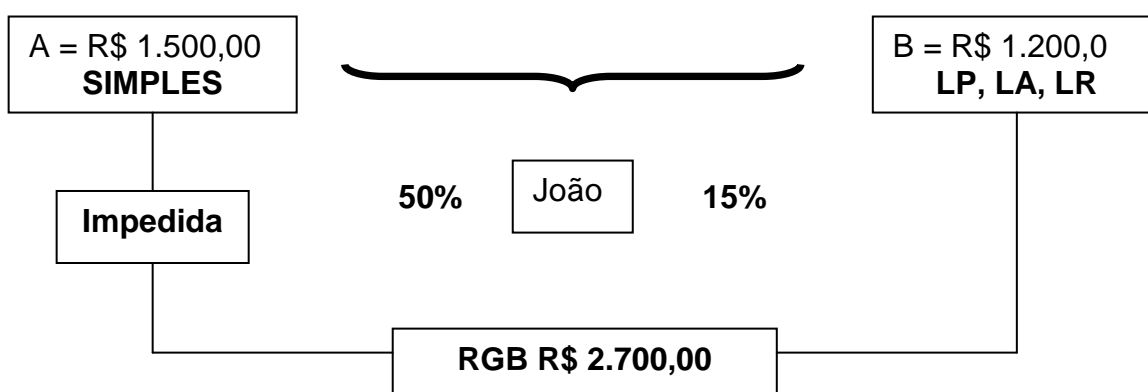 A = R$ 1.500,00
SIMPLES
B = R$ 1.200,0
LP, LA, LR
50%
João
15%
Impedida
RGB R$ 2.700,00